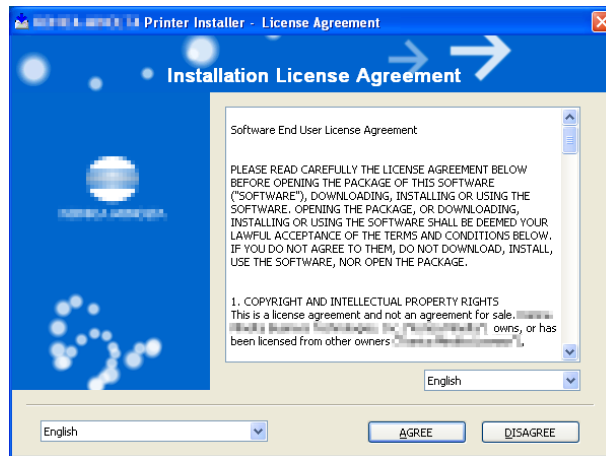 Printer Installer - License Agreement
Installation License Agreement
Software End User License Agreement
PLEASE READ CAREFULLY THE LICENSE AGREEMENT BELOW
BEFORE OPENING THE PACKAGE OF THIS SOFTWARE
("SOFTWARE"), DOWNLOADING, INSTALLING OR USING THE
SOFTWARE. OPENING THE PACKAGE, OR DOWNLOADING,
INSTALLING OR USING THE SOFTWARE SHALL BE DEEMED YOUR
LAWFUL ACCEPTANCE OF THE TERMS AND CONDITIONS BELOW.
IF YOU DO NOT AGREE TO THEM, DO NOT DOWNLOAD, INSTALL,
USE THE SOFTWARE, NOR OPEN THE PACKAGE.
1. COPYRIGHT AND INTELLECTUAL PROPERTY RIGHTS
This is a license agreement and not an agreement for sale.
owns, or has
been licensed from other owners
English
English
AGREE
DISAGREE